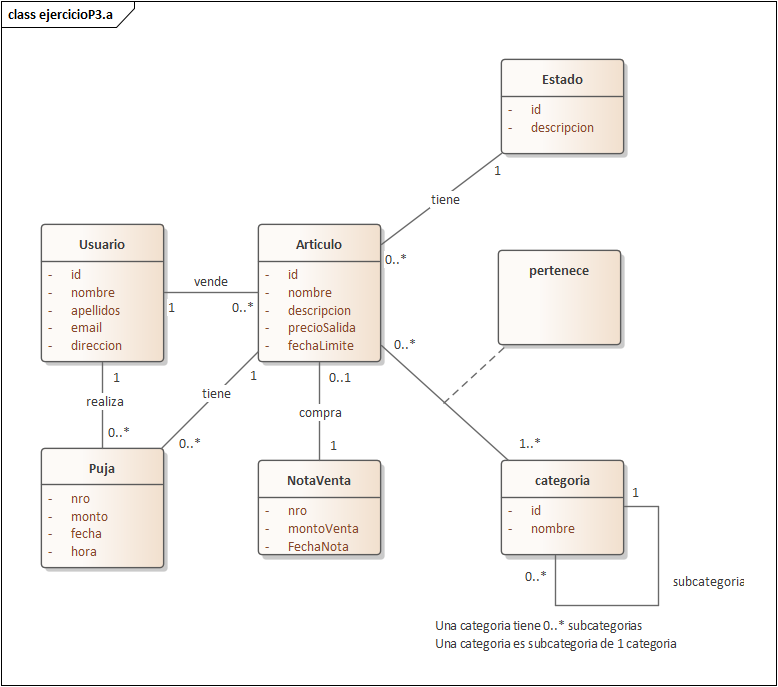 class ejercicioP3.a
Estado
- id
- descripcion
1
tiene
0..*
Usuario
- id
- nombre
- apellidos
- email
- direccion
vende
1
0..*
Articulo
- id
- nombre
- descripcion
- precioSalida
- fechaLimite
pertenece
0..*
1..*
1
realiza
0..*
1
tiene
0..*
0..1
compra
1
Puja
- nro
- monto
- fecha
- hora
NotaVenta
- nro
- montoVenta
- FechaNota
categoria
- id
- nombre
1
0..*
subcategoria
Una categoria tiene 0..* subcategorias
Una categoria es subcategoria de 1 categoria